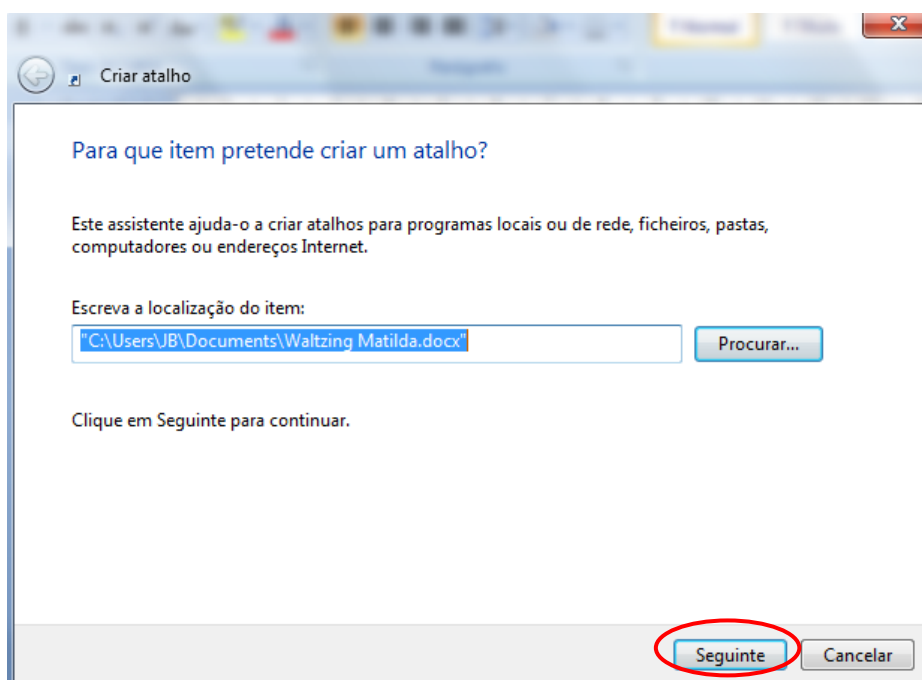 Criar atalho
Para que item pretende criar um atalho?
Este assistente ajuda-o a criar atalhos para programas locais ou de rede, ficheiros, pastas,
computadores ou endereços Internet.
Escreva a localização do item:
"C:\Users\JB\Documents\Waltzing Matilda.docx"
Procurar...
Clique em Seguinte para continuar.
Seguinte
Cancelar